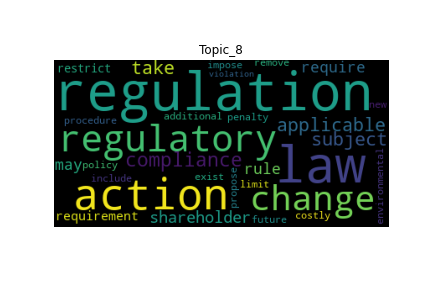 Topic_8
restrict take impose remove require
violation
regulation new
procedure additional penalty applicable
regulatory subject
may policy compliance rule law
include exist limit
action propose change environmental
requirement shareholder future costly